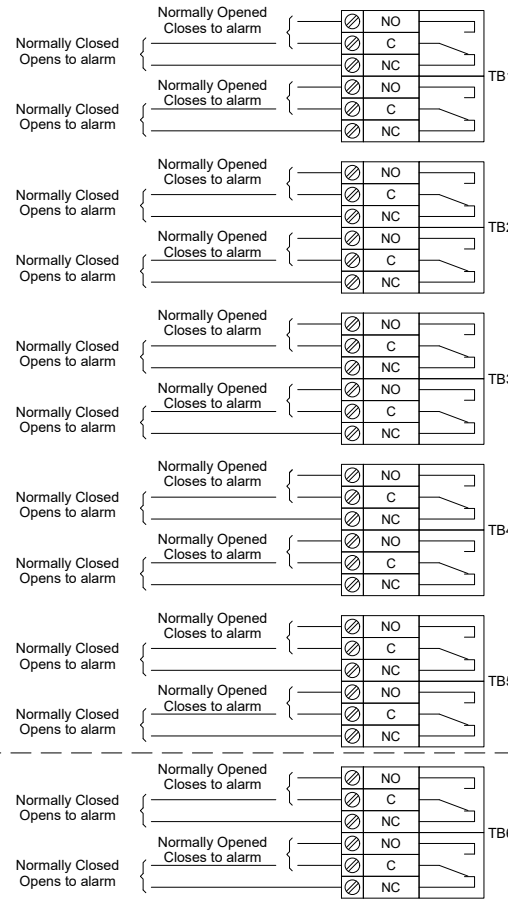 Normally Opened
Closes to alarm
NO
Normally Closed
Opens to alarm
C
NC
TB1
Normally Opened
Closes to alarm
NO
Normally Closed
Opens to alarm
C
NC
Normally Opened
Closes to alarm
NO
Normally Closed
Opens to alarm
C
NC
TB2
Normally Opened
Closes to alarm
NO
Normally Closed
Opens to alarm
C
NC
Normally Opened
Closes to alarm
NO
Normally Closed
Opens to alarm
C
NC
TB3
Normally Opened
Closes to alarm
NO
Normally Closed
Opens to alarm
C
NC
Normally Opened
Closes to alarm
NO
Normally Closed
Opens to alarm
C
NC
TB4
Normally Opened
Closes to alarm
NO
Normally Closed
Opens to alarm
C
NC
Normally Opened
Closes to alarm
NO
Normally Closed
Opens to alarm
C
NC
TB5
Normally Opened
Closes to alarm
NO
Normally Closed
Opens to alarm
C
NC
Normally Opened
Closes to alarm
NO
Normally Closed
Opens to alarm
C
NC
TB6
Normally Opened
Closes to alarm
NO
Normally Closed
Opens to alarm
C
NC